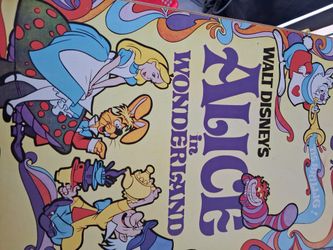 WALT DISNEY'S
ALICE
in
WONDERLAND